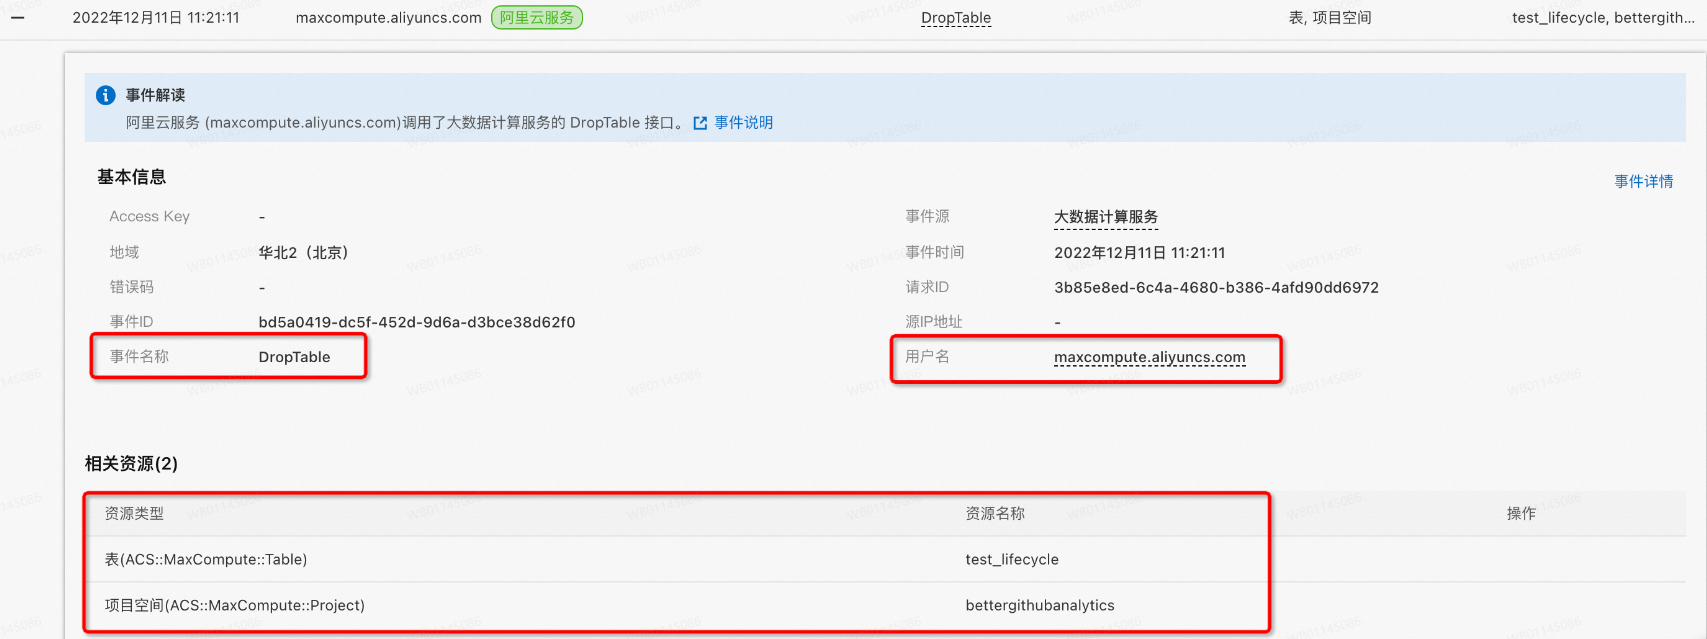 2022年12月11日 11:21:11 maxcompute.aliyuncs.com 阿里云服务 DropTable 表, 项目空间 test_lifecycle, bettergith...
事件解读
阿里云服务 (maxcompute.aliyuncs.com)调用了大数据计算服务的 DropTable 接口。 事件说明
基本信息 事件详情
Access Key - 事件源 大数据计算服务
地域 华北2（北京） 事件时间 2022年12月11日 11:21:11
错误码 - 请求ID 3b85e8ed-6c4a-4680-b386-4afd90dd6972
事件ID bd5a0419-dc5f-452d-9d6a-d3bce38d62f0 源IP地址 -
事件名称 DropTable 用户名 maxcompute.aliyuncs.com
相关资源(2)
资源类型 资源名称 操作
表(ACS::MaxCompute::Table) test_lifecycle
项目空间(ACS::MaxCompute::Project) bettergithubanalytics
WB01145086